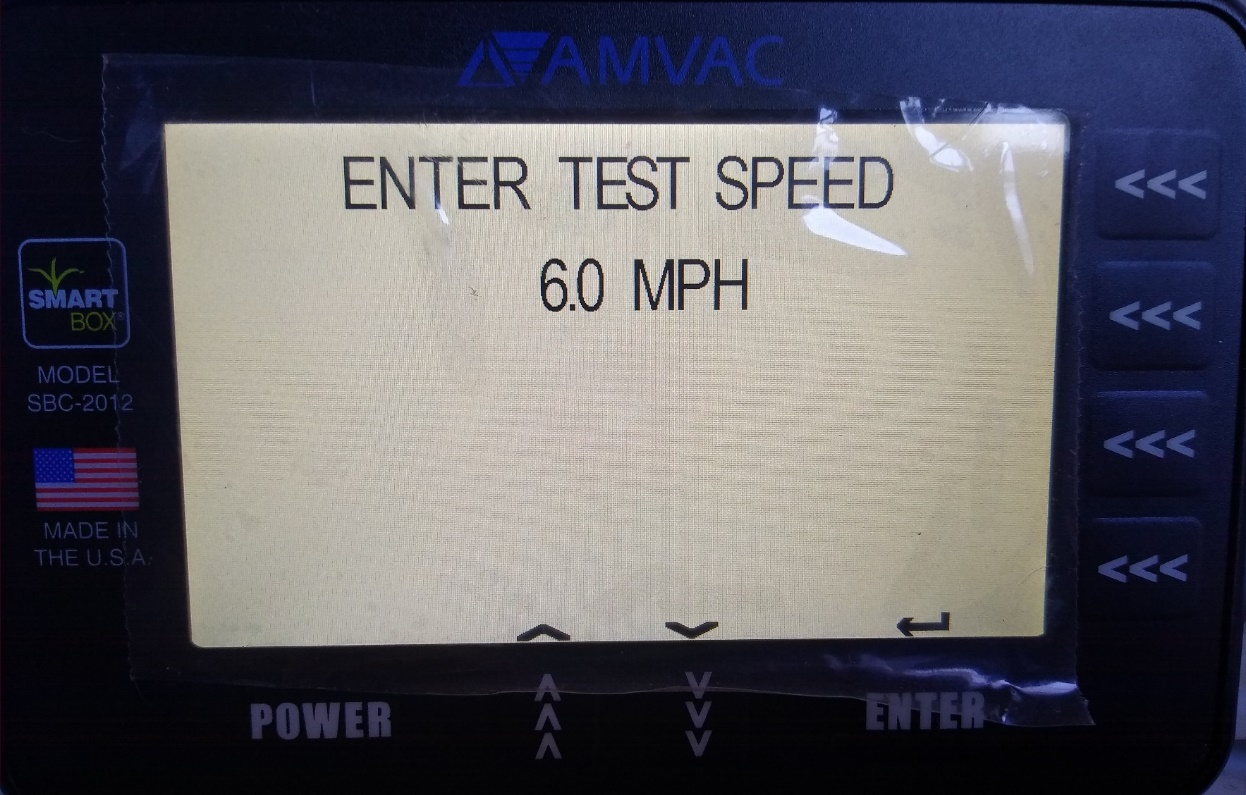 AMVAC
ENTER TEST SPEED
6.0 MPH
SMART
BOX®
MODEL
SBC-2012
MADE IN
THE U.S.A.
<<<
<<<
<<<
<<<
POWER
ENTER